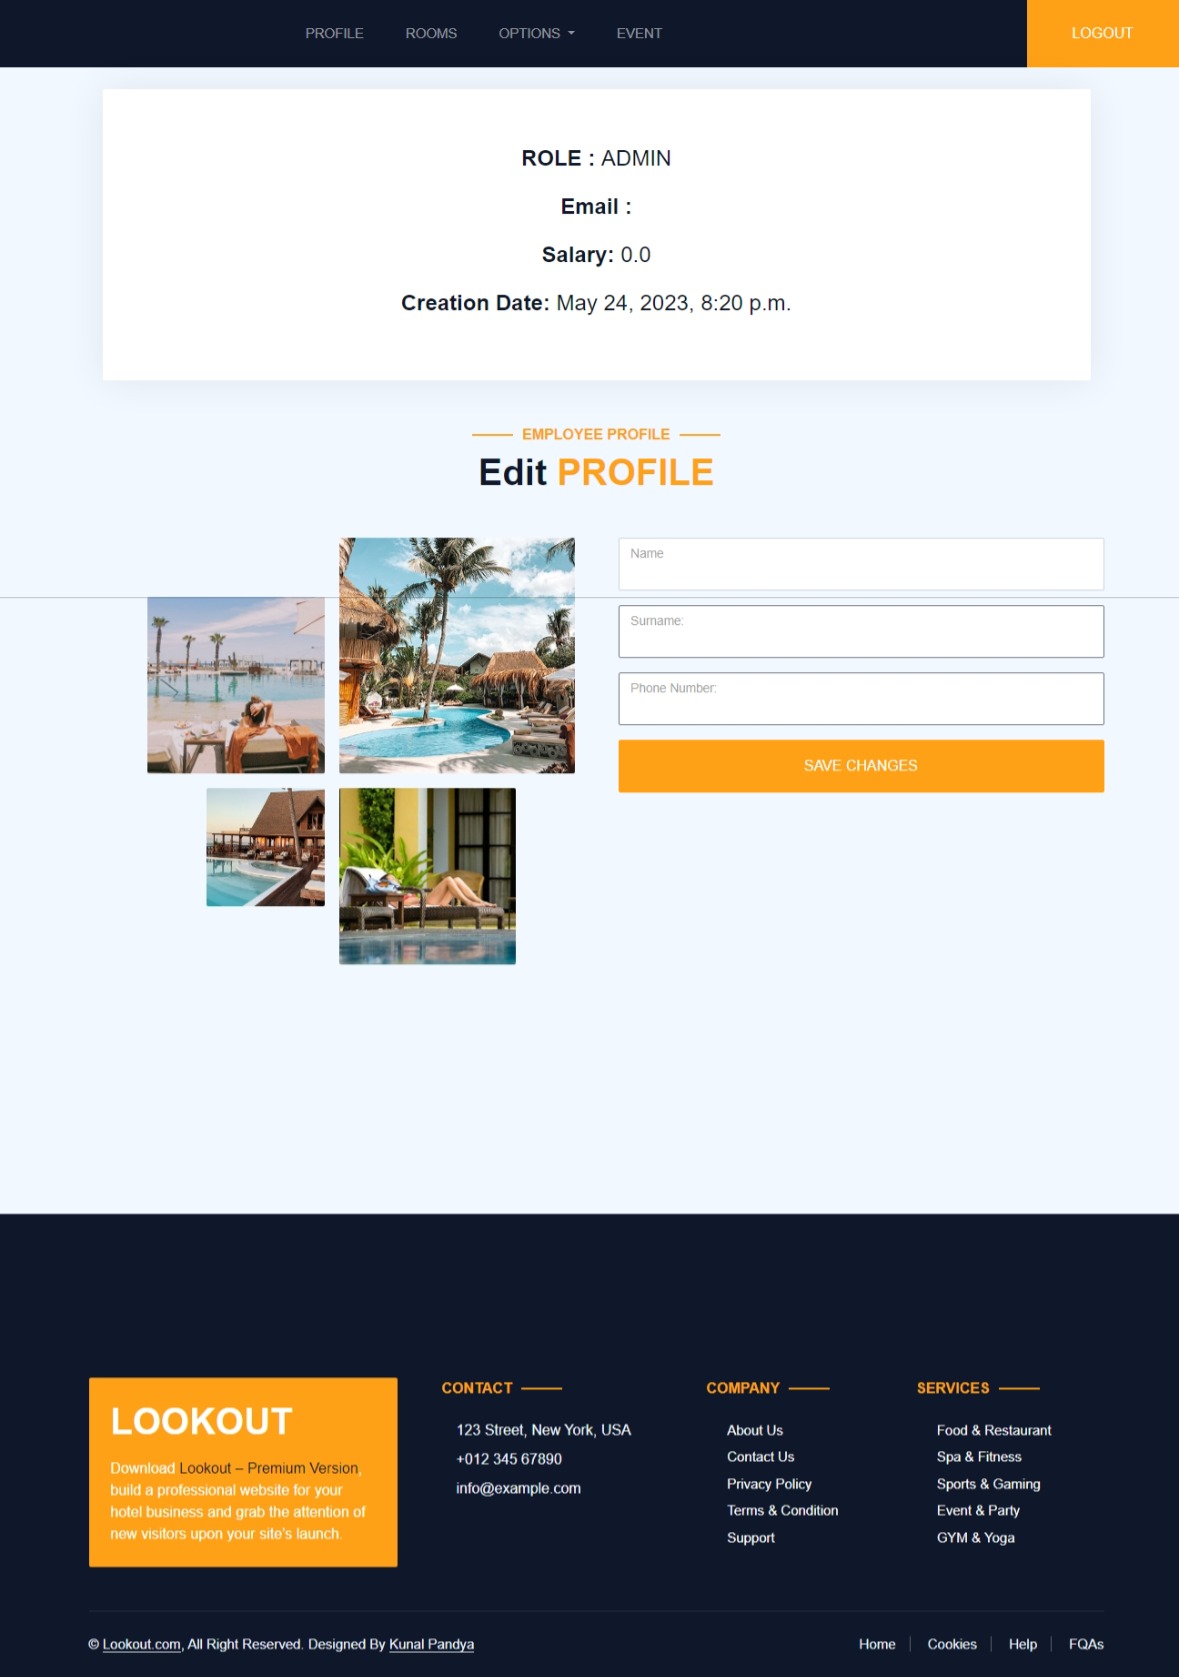 PROFILE ROOMS OPTIONS EVENT LOGOUT
ROLE : ADMIN
Email :
Salary: 0.0
Creation Date: May 24, 2023, 8:20 p.m.
EMPLOYEE PROFILE
Edit PROFILE
Name
Surname:
Phone Number:
SAVE CHANGES
LOOKOUT
Download Lookout – Premium Version,
build a professional website for your
hotel business and grab the attention of
new visitors upon your site's launch.
CONTACT
123 Street, New York, USA
+012 345 67890
info@example.com
COMPANY
About Us
Contact Us
Privacy Policy
Terms & Condition
Support
SERVICES
Food & Restaurant
Spa & Fitness
Sports & Gaming
Event & Party
GYM & Yoga
© Lookout.com, All Right Reserved. Designed By Kunal Pandya
Home Cookies Help FQAs